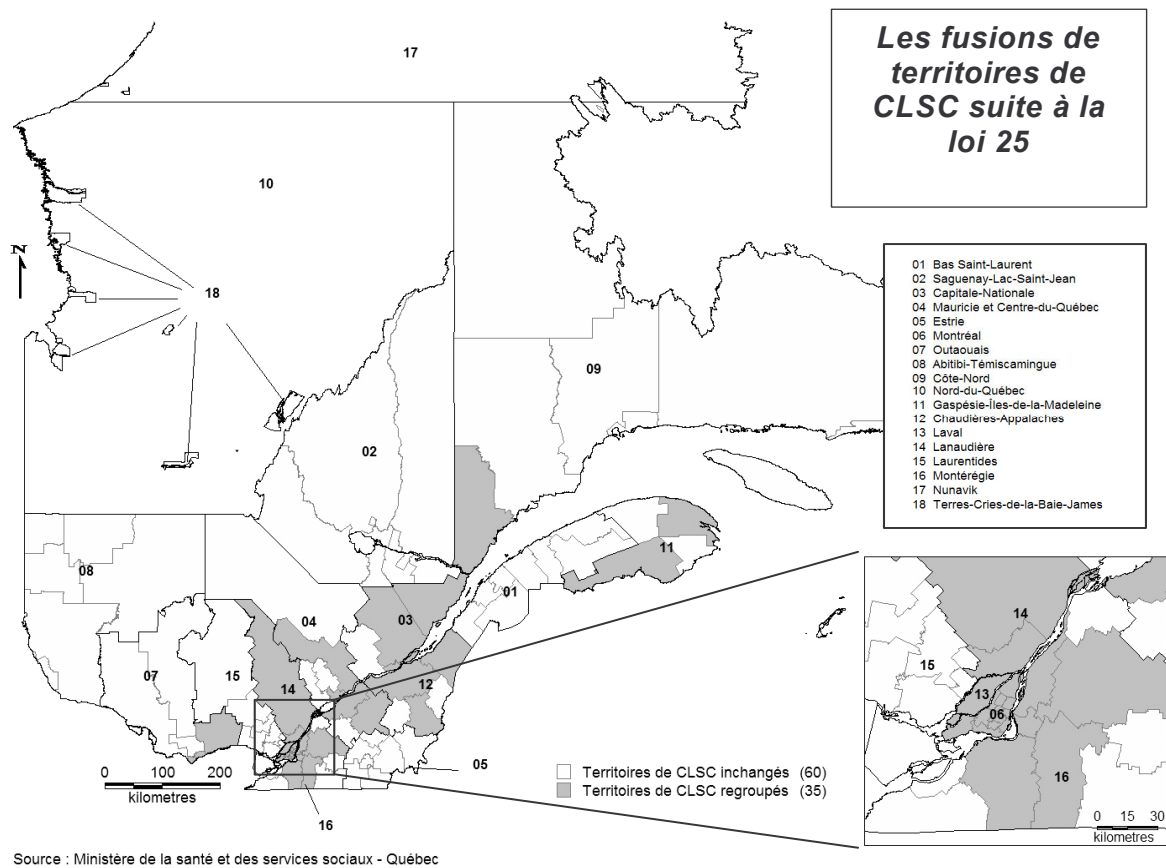 Les fusions de
territoires de
CLSC suite à la
loi 25
17
10
N
18
01 Bas Saint-Laurent
02 Saguenay-Lac-Saint-Jean
03 Capitale-Nationale
04 Mauricie et Centre-du-Québec
05 Estrie
06 Montréal
07 Outaouais
08 Abitibi-Témiscamingue
09 Côte-Nord
10 Nord-du-Québec
11 Gaspésie-Îles-de-la-Madeleine
12 Chaudières-Appalaches
13 Laval
14 Lanaudière
15 Laurentides
16 Montérégie
17 Nunavik
18 Terres-Cries-de-la-Baie-James
09
02
11
08
01
04
03
07
15
14
12
05
16
0 100 200
kilometres
Territoires de CLSC inchangés (60)
Territoires de CLSC regroupés (35)
14
15
13
06
16
0 15 30
kilometres
Source : Ministère de la santé et des services sociaux - Québec